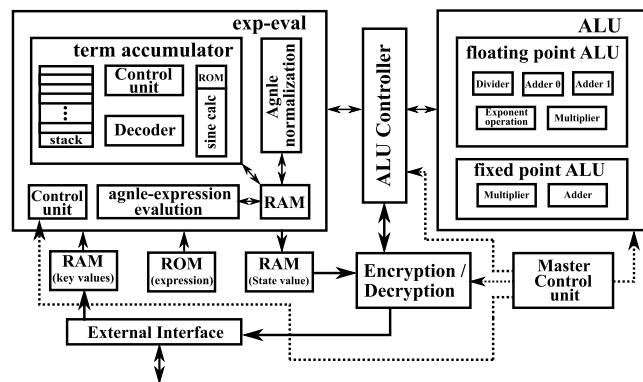 exp-eval
term accumulator
Control
unit
Decoder
stack
ROM
sine calc
Agnle
normalization
Control
unit
agnle-expression
evalution
RAM
RAM
(key values)
ROM
(expression)
RAM
(State value)
External Interface
ALU Controller
Encryption /
Decryption
ALU
floating point ALU
Divider
Adder 0
Adder 1
Exponent
operation
Multiplier
fixed point ALU
Multiplier
Adder
Master
Control
unit